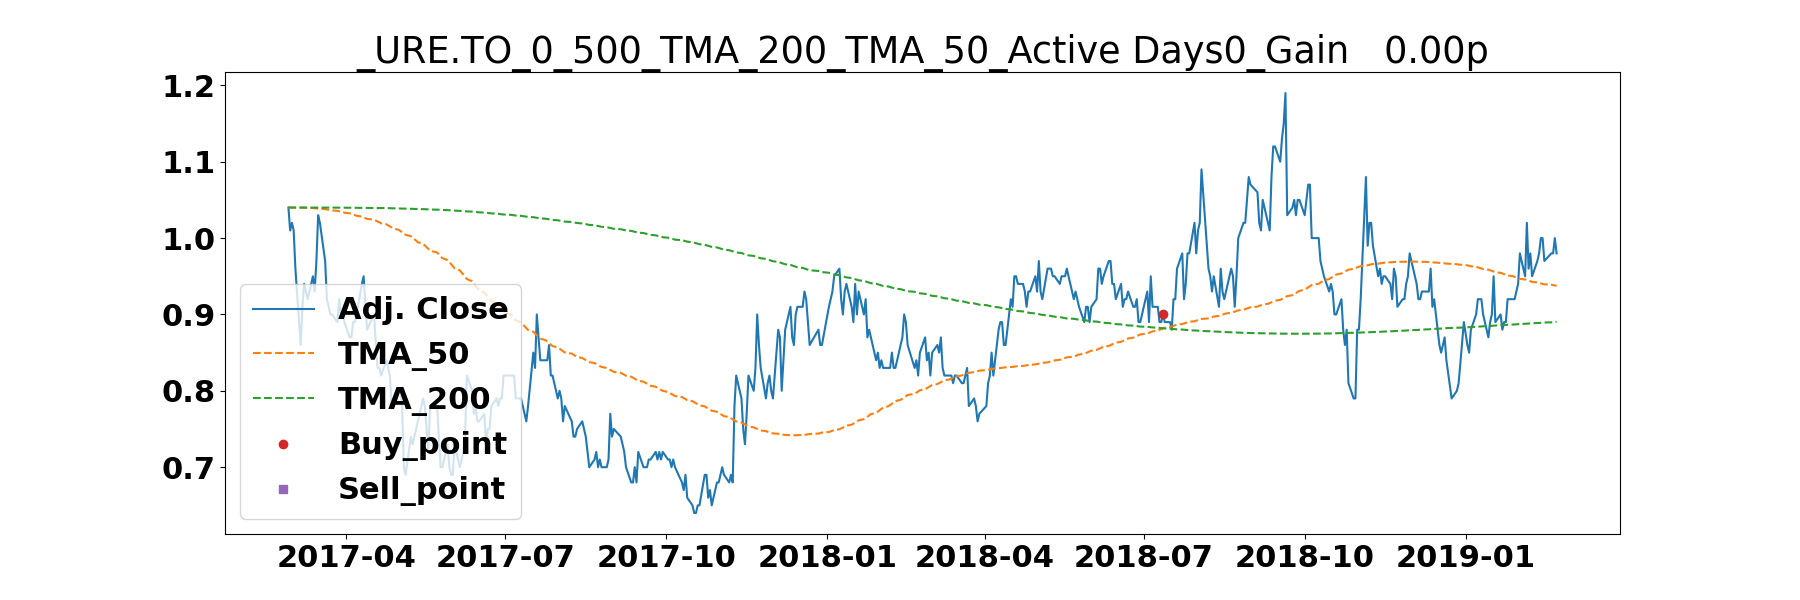 _URE.TO_0_500_TMA_200_TMA_50_Active Days0_Gain   0.00p
1.2
1.1
1.0
0.9
0.8
0.7
Adj. Close
TMA_50
TMA_200
Buy_point
Sell_point
2017-04 2017-07 2017-10 2018-01 2018-04 2018-07 2018-10 2019-01